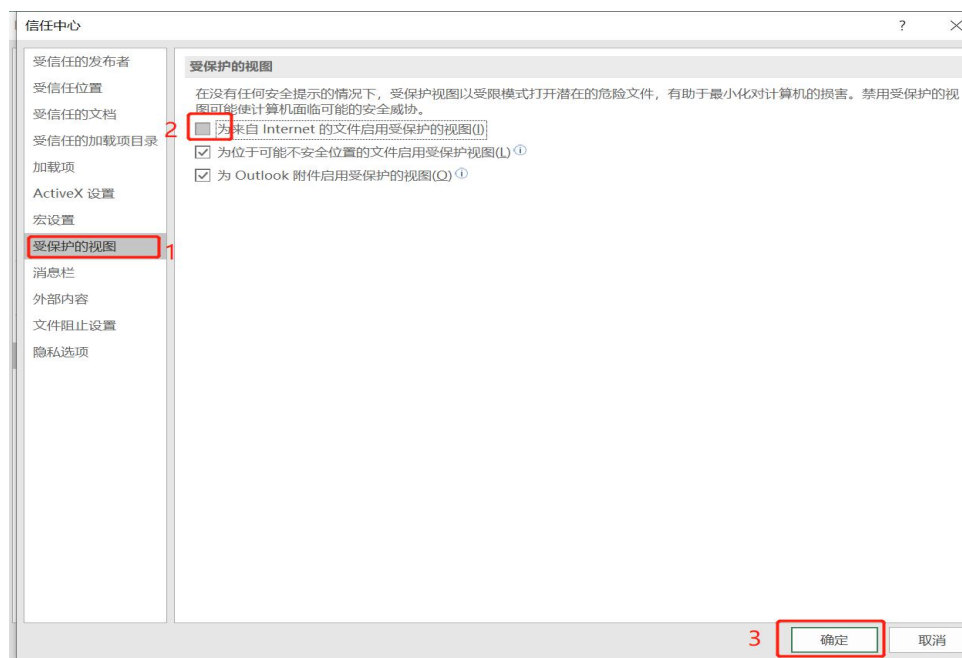 信任中心
?
受信任的发布者
受信任位置
受信任的文档
受信任的加载项目录
加载项
ActiveX 设置
宏设置
受保护的视图
1
消息栏
外部内容
文件阻止设置
隐私选项
受保护的视图
在没有任何安全提示的情况下，受保护视图以受限模式打开潜在的危险文件，有助于最小化对计算机的损害。禁用受保护的视
图可能使计算机面临可能的安全威胁。
2
为来自 Internet 的文件启用受保护的视图(I)
为位于可能不安全位置的文件启用受保护视图(L)
为 Outlook 附件启用受保护的视图(O)
3
确定
取消